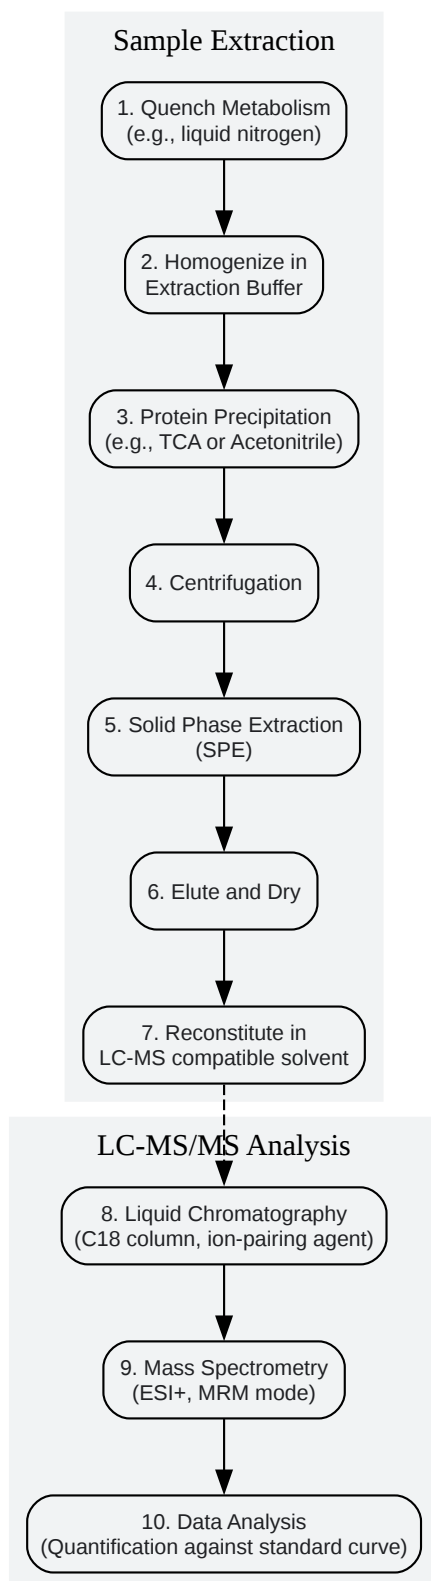 Sample Extraction
1. Quench Metabolism
(e.g., liquid nitrogen)
2. Homogenize in
Extraction Buffer
3. Protein Precipitation
(e.g., TCA or Acetonitrile)
4. Centrifugation
5. Solid Phase Extraction
(SPE)
6. Elute and Dry
7. Reconstitute in
LC-MS compatible solvent
LC-MS/MS Analysis
8. Liquid Chromatography
(C18 column, ion-pairing agent)
9. Mass Spectrometry
(ESI+, MRM mode)
10. Data Analysis
(Quantification against standard curve)